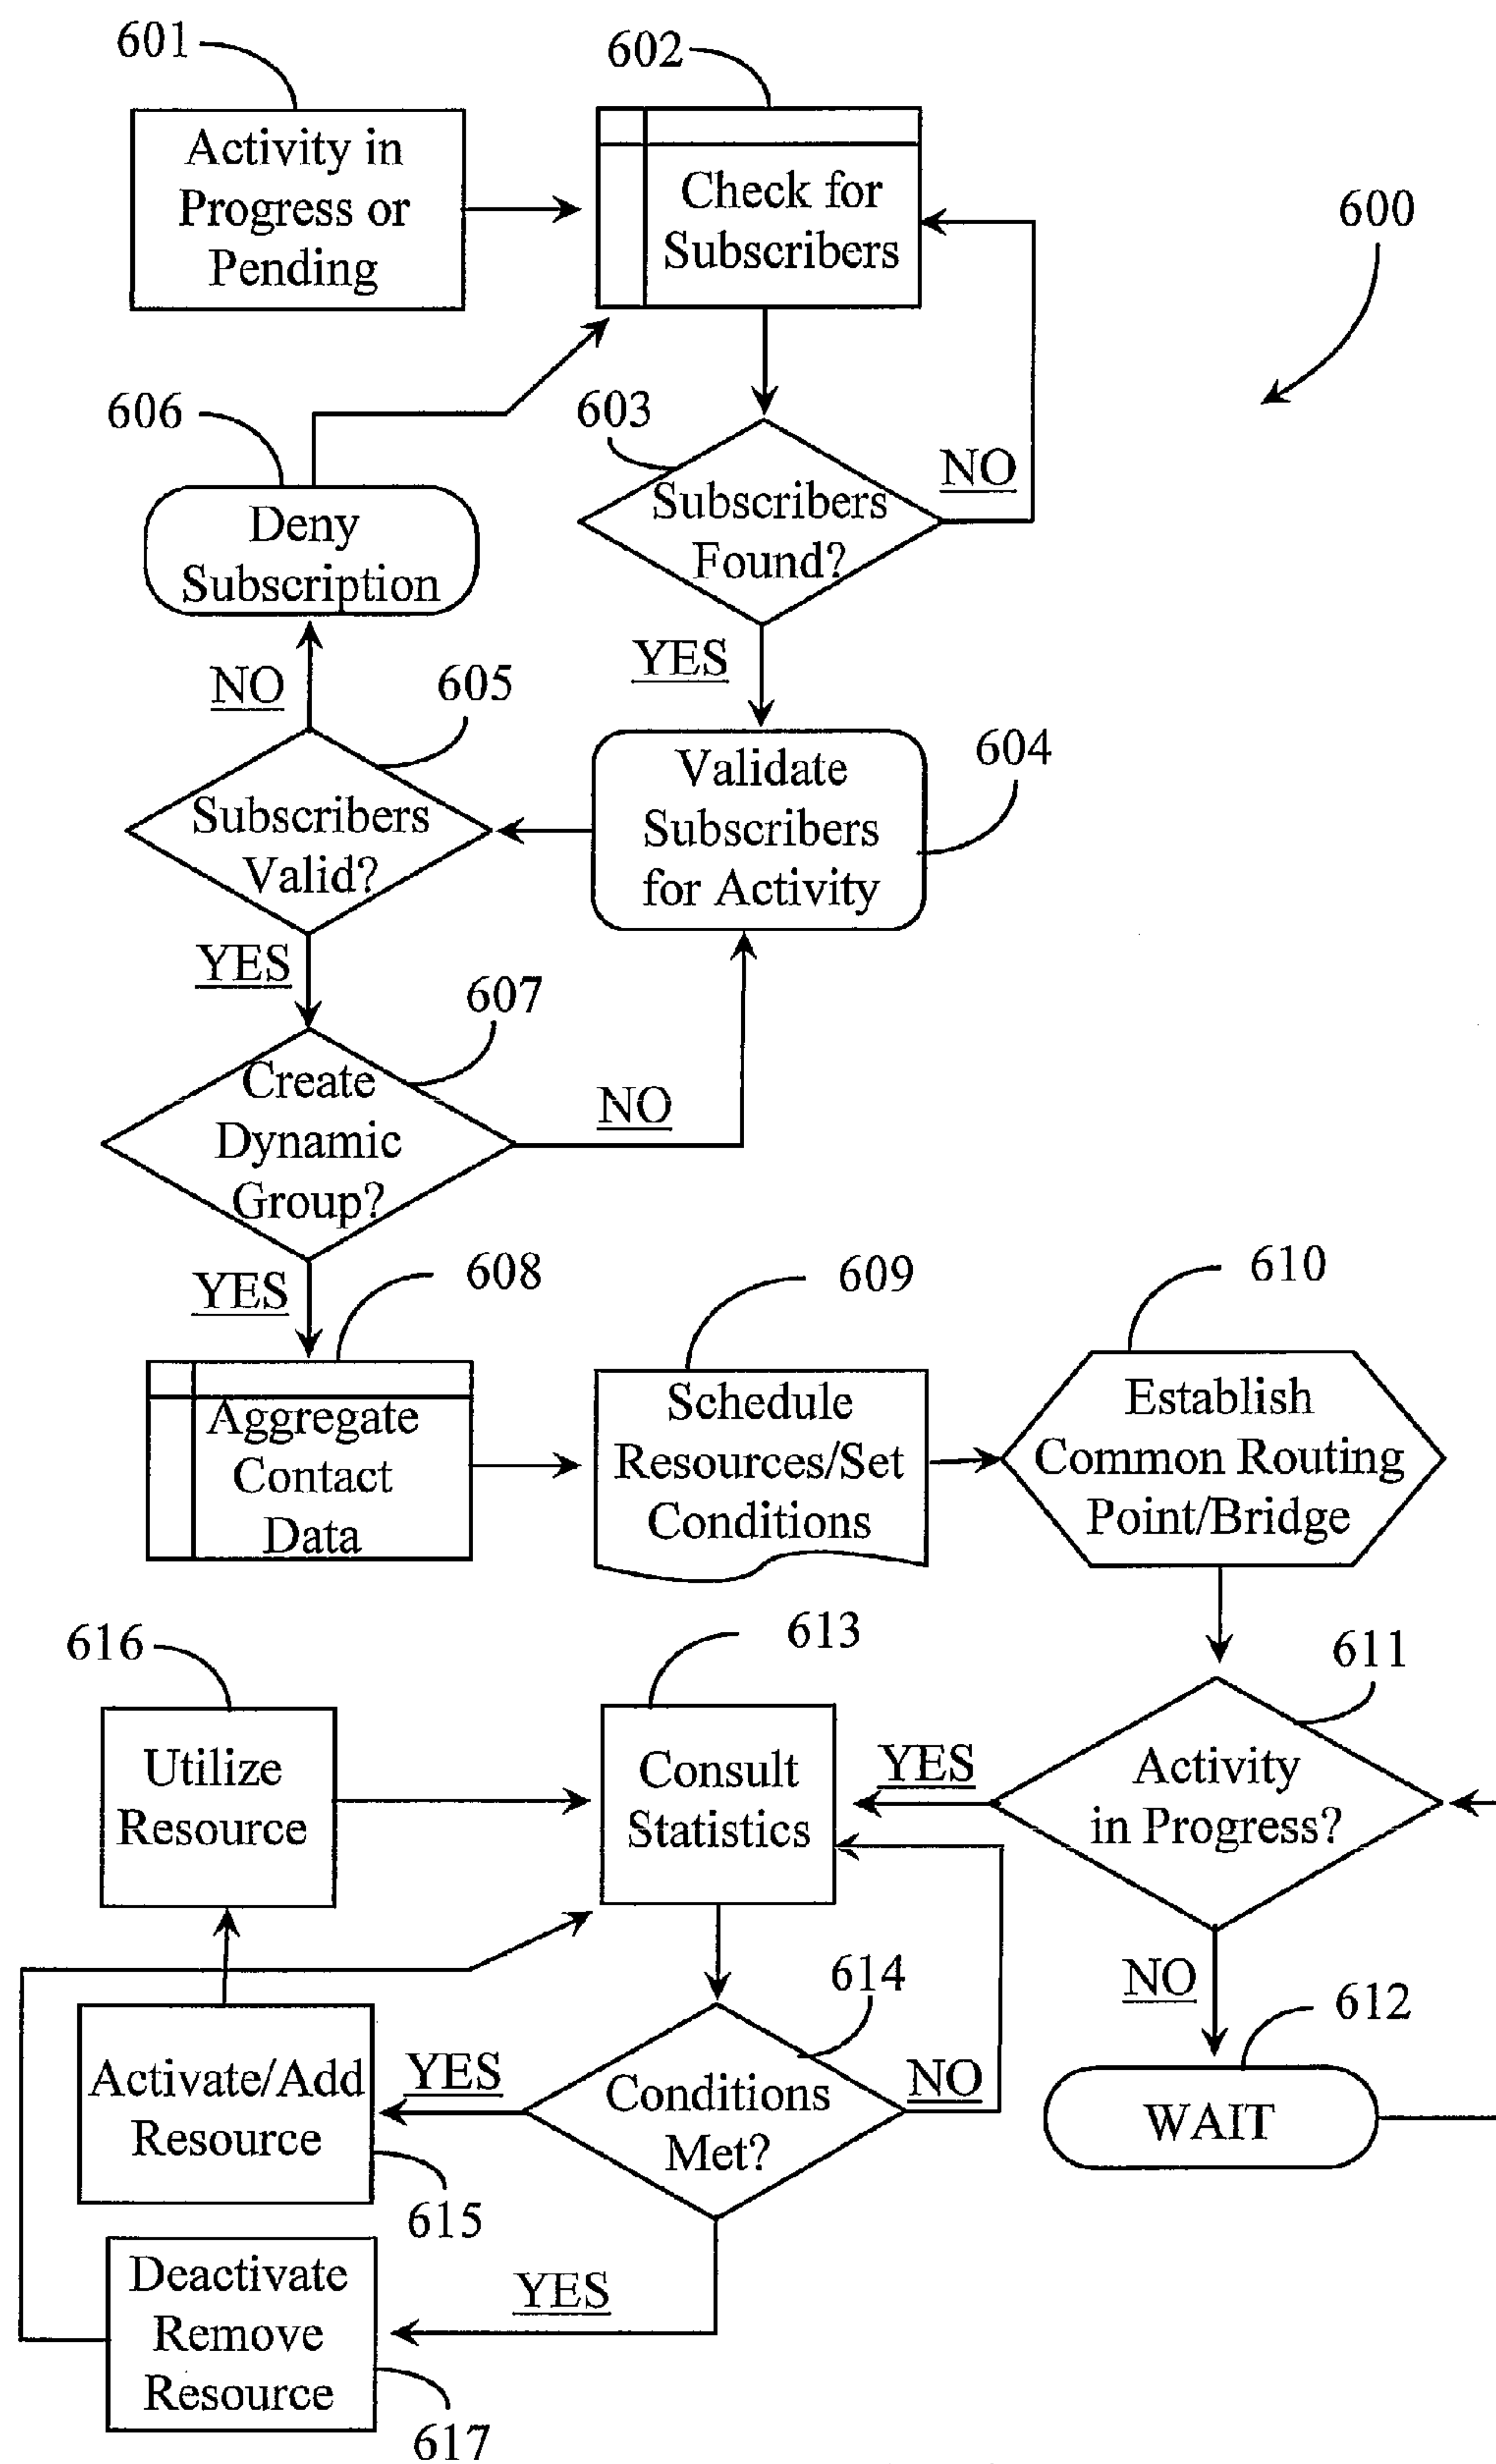 601
602
Activity in
Progress or
Pending
Check for
Subscribers
600
606
603
Deny
Subscription
Subscribers
Found?
NO
YES
NO
605
604
Subscribers
Valid?
Validate
Subscribers
for Activity
YES
607
Create
Dynamic
Group?
NO
YES
608
609
610
Aggregate
Contact
Data
Schedule
Resources/Set
Conditions
Establish
Common Routing
Point/Bridge
616
613
611
Utilize
Resource
Consult
Statistics
YES
Activity
in Progress?
614
NO
612
Activate/Add
Resource
YES
Conditions
Met?
NO
WAIT
615
Deactivate
Remove
Resource
YES
617